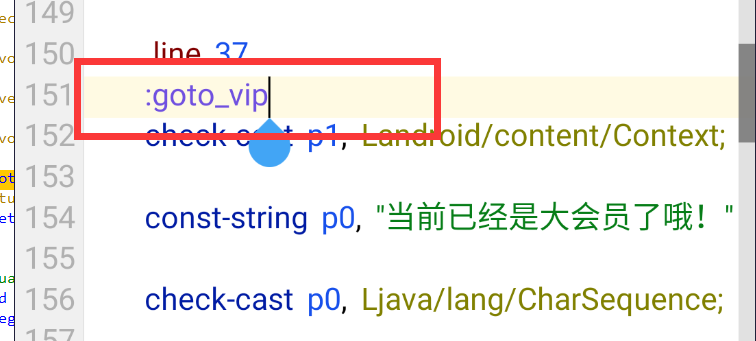 149
150 .line 37
151 :goto_vip
152 check-cast p1, Landroid/content/Context;
153
154 const-string p0, "当前已经是大会员了哦！"
155
156 check-cast p0, Ljava/lang/CharSequence;
157